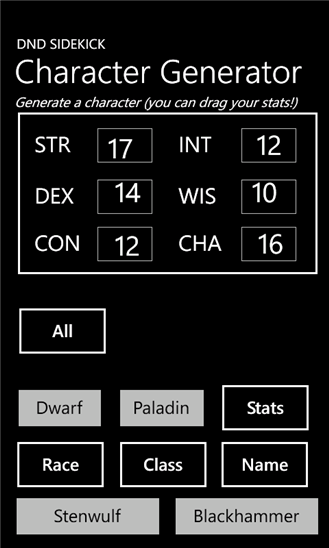 DND SIDEKICK
Character Generator
Generate a character (you can drag your stats!)
STR 17 INT 12
DEX 14 WIS 10
CON 12 CHA 16
All
Dwarf Paladin Stats
Race Class Name
Stenwulf Blackhammer